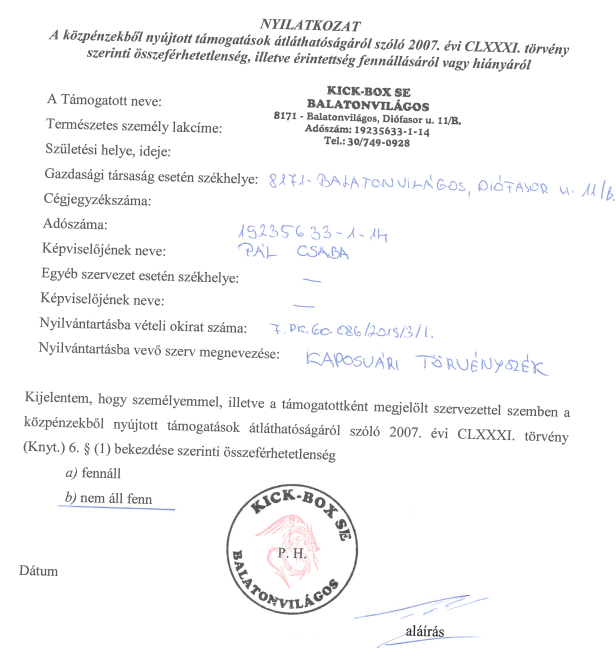 NYILATKOZAT
A közpénzekből nyújtott támogatások átláthatóságáról szóló 2007. évi CLXXXI. törvény
szerinti összeférhetetlenség, illetve érintettség fennállásáról vagy hiányáról
KICK-BOX SE
BALATONVILÁGOS
8171 - Balatonvilágos, Diófasor u. 11/B.
Adószám: 19235633-1-14
Tel.: 30/749-0928
A Támogatott neve:
Természetes személy lakcíme:
Születési helye, ideje:
Gazdasági társaság esetén székhelye: 8171-BALATONVILÁGOS, DIÓFASOR u. 11/b.
Cégjegyzékszáma:
Adószáma: 19235633-1-14
Képviselőjének neve: PÁL CSABA
Egyéb szervezet esetén székhelye: —
Képviselőjének neve: —
Nyilvántartásba vételi okirat száma: 7.PK.60.086/2015/3/1.
Nyilvántartásba vevő szerv megnevezése: KAPOSVÁRI TÖRVÉNYSZÉK
Kijelentem, hogy személyemmel, illetve a támogatottként megjelölt szervezettel szemben a
közpénzekből nyújtott támogatások átláthatóságáról szóló 2007. évi CLXXXI. törvény
(Knyt.) 6. § (1) bekezdése szerinti összeférhetetlenség
a) fennáll
b) nem áll fenn
KICK-BOX SE
P. H.
BALATONVILÁGOS
Dátum
aláírás